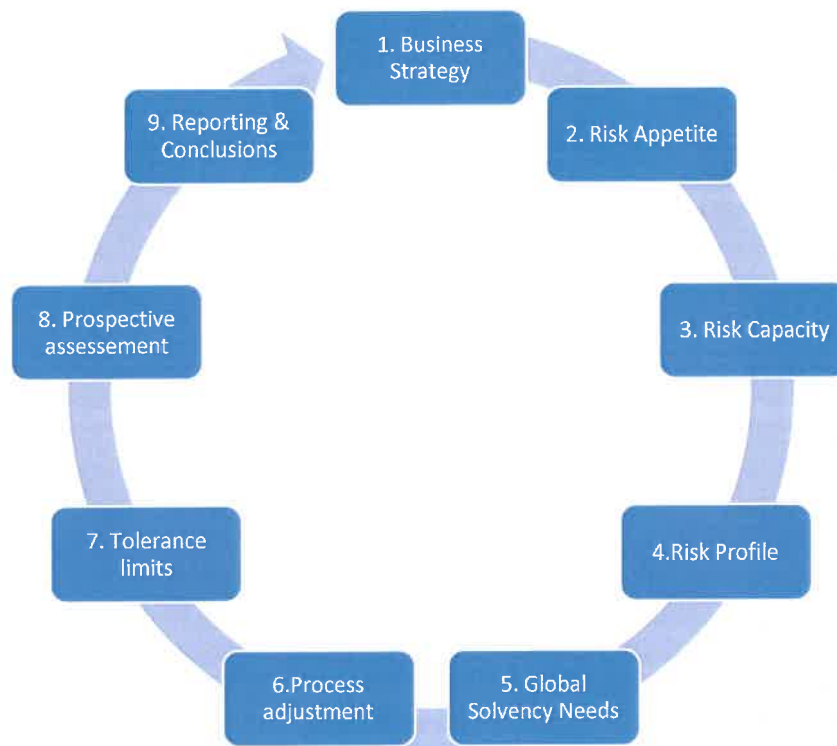 1. Business
Strategy
2. Risk Appetite
3. Risk Capacity
4.Risk Profile
5. Global
Solvency Needs
6.Process
adjustment
7. Tolerance
limits
8. Prospective
assessement
9. Reporting &
Conclusions